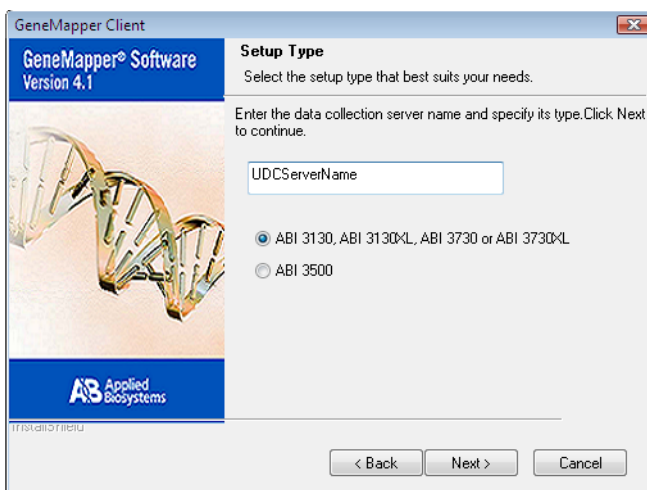 GeneMapper Client
GeneMapper® Software
Version 4.1
Setup Type
Select the setup type that best suits your needs.
Enter the data collection server name and specify its type.Click Next
to continue.
UDCServerName
ABI 3130, ABI 3130XL, ABI 3730 or ABI 3730XL
ABI 3500
AB Applied
Biosystems
InstallShield
< Back
Next >
Cancel